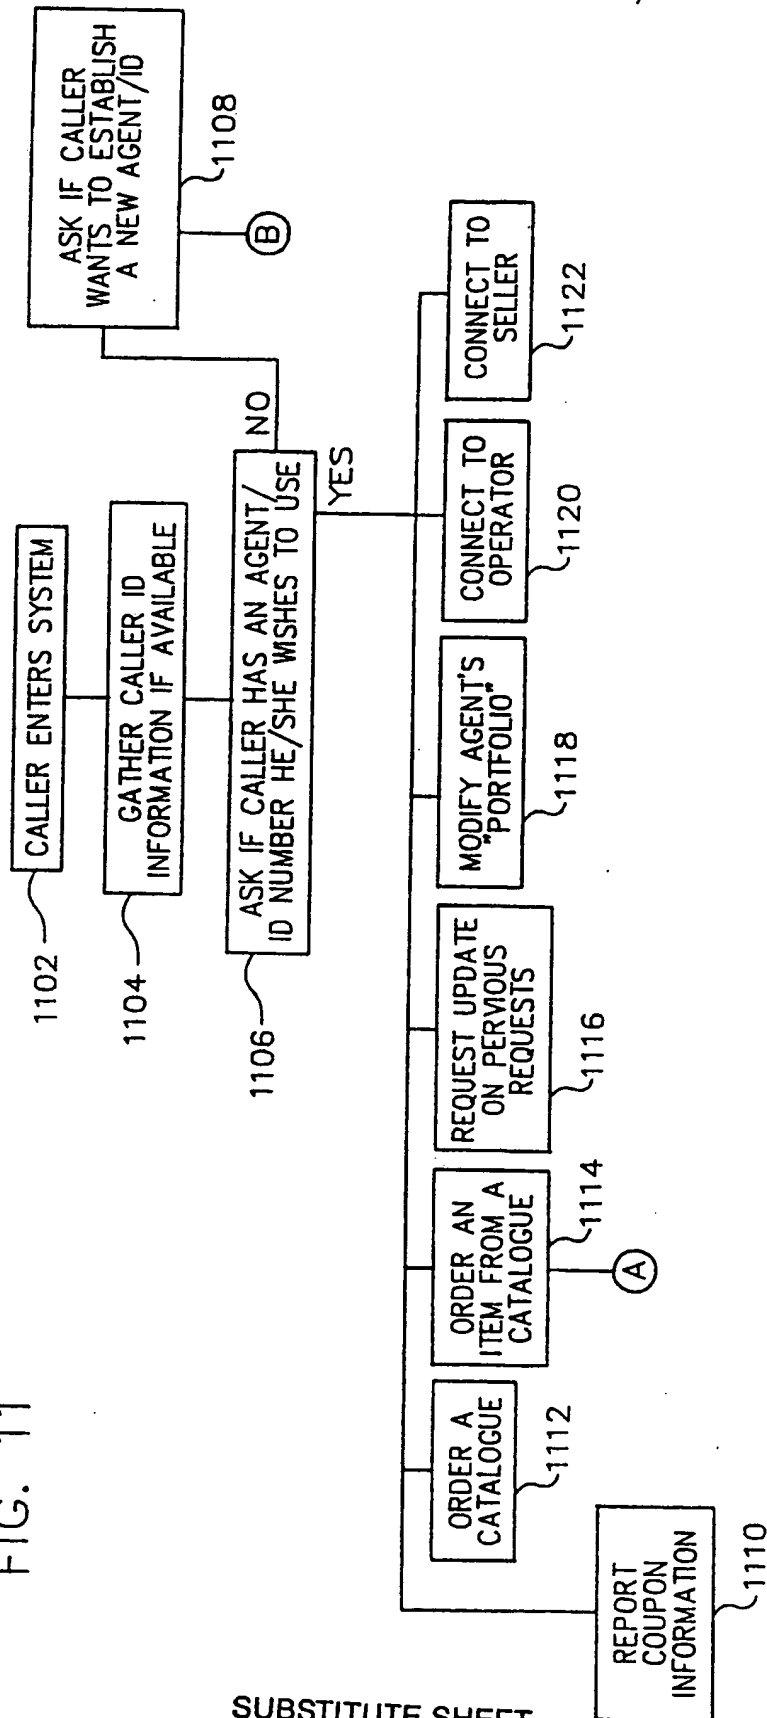 CALLER ENTERS SYSTEM
1102
GATHER CALLER ID
INFORMATION IF AVAILABLE
1104
ASK IF CALLER HAS AN AGENT/
ID NUMBER HE/SHE WISHES TO USE
1106
NO
YES
ASK IF CALLER
WANTS TO ESTABLISH
A NEW AGENT/ID
1108
B
REPORT
COUPON
INFORMATION
1110
ORDER A
CATALOGUE
1112
ORDER AN
ITEM FROM A
CATALOGUE
1114
A
REQUEST UPDATE
ON PERVIOUS
REQUESTS
1116
MODIFY AGENT'S
"PORTFOLIO"
1118
CONNECT TO
OPERATOR
1120
CONNECT TO
SELLER
1122
FIG. 11
SUBSTITUTE SHEET